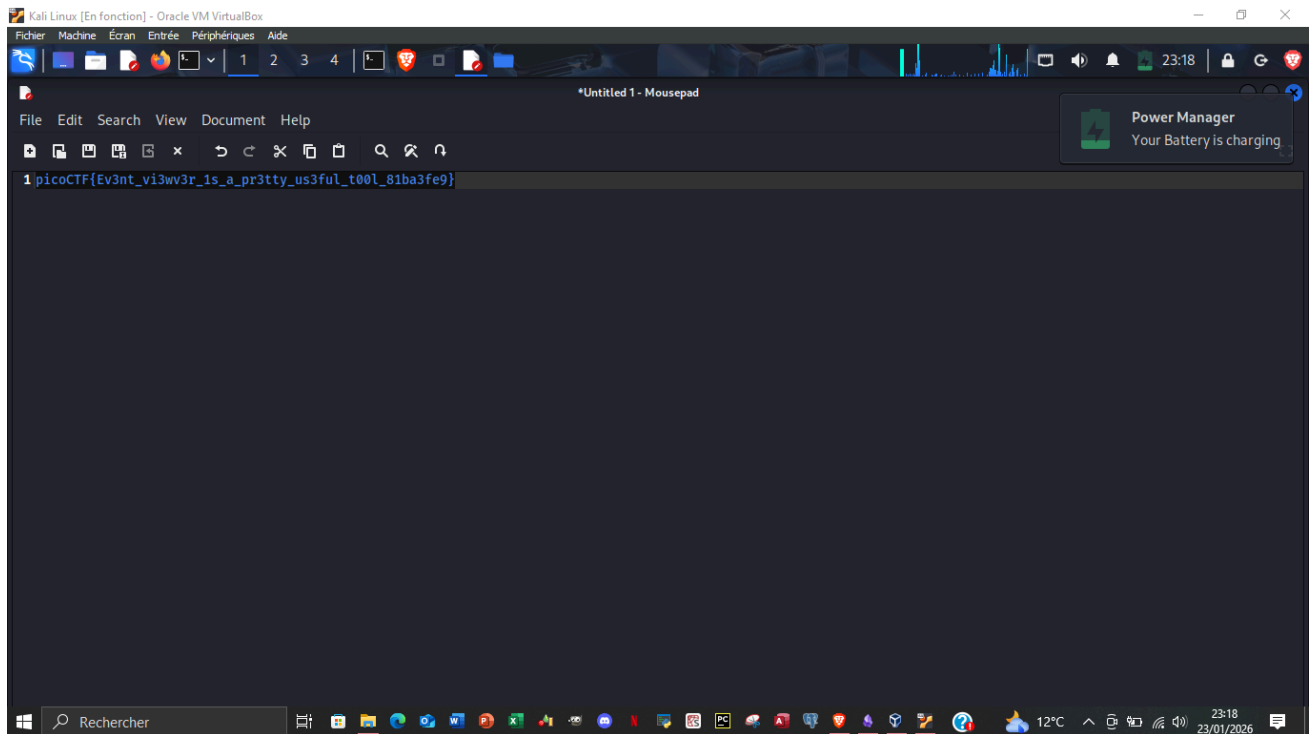 Kali Linux [En fonction] - Oracle VM VirtualBox
Fichier Machine Écran Entrée Périphériques Aide
1 2 3 4
23:18
*Untitled 1 - Mousepad
File Edit Search View Document Help
Power Manager
Your Battery is charging
1 picoCTF{Ev3nt_vi3wv3r_1s_a_pr3tty_us3ful_t00l_81ba3fe9}
Rechercher
12°C
23:18
23/01/2026